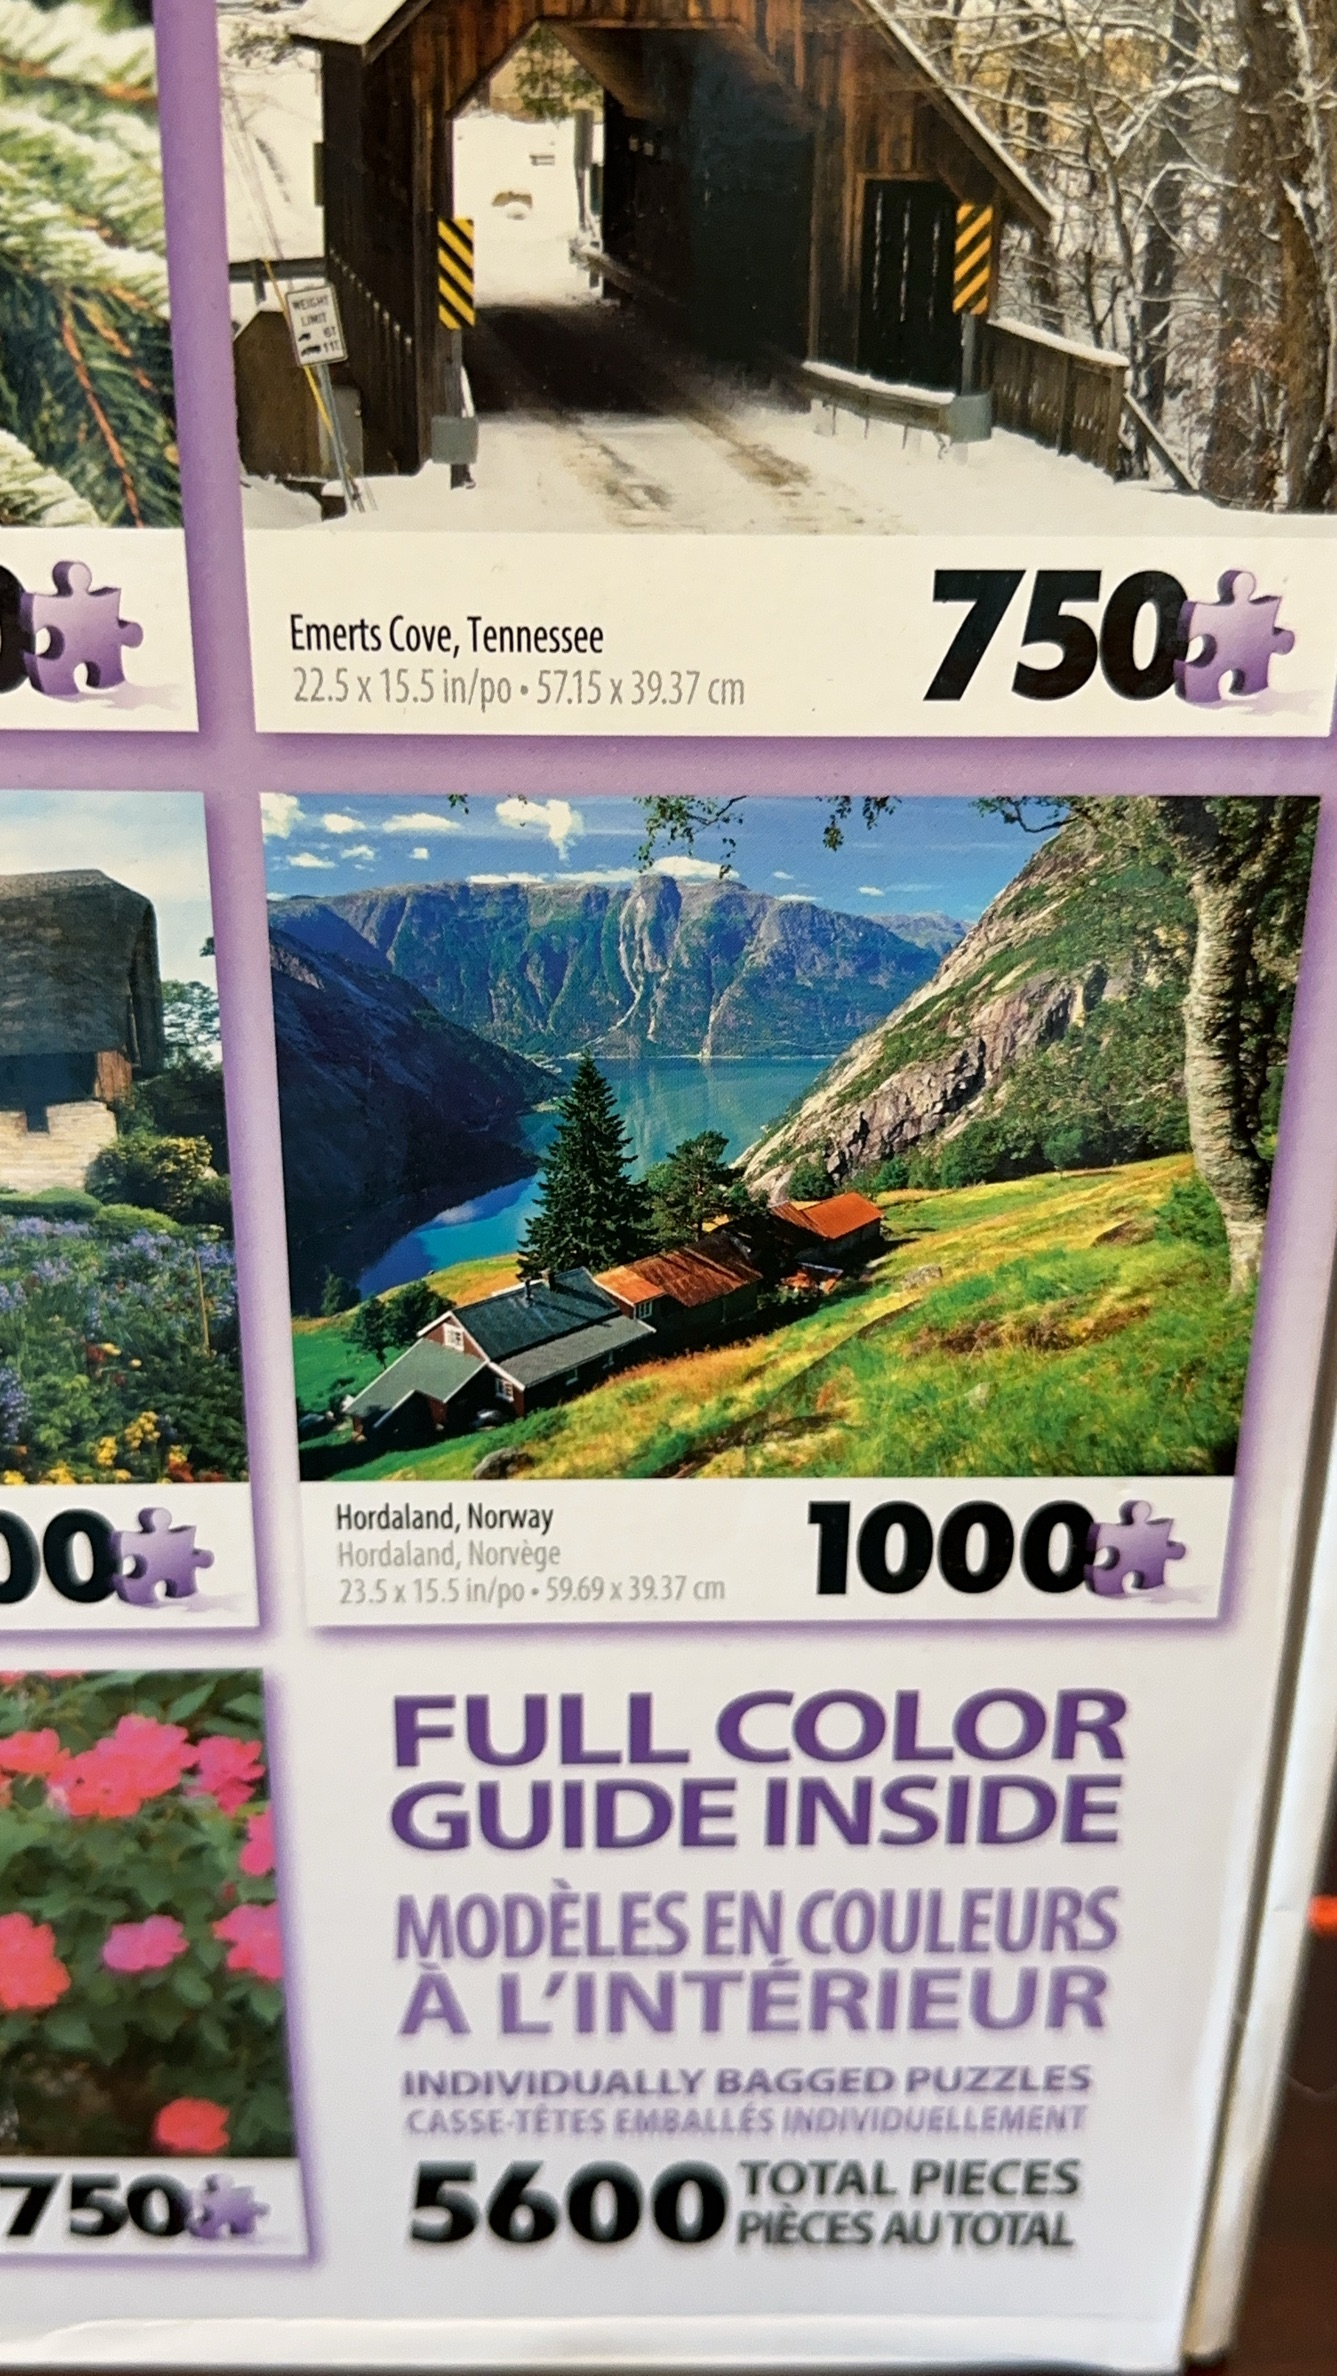 WEIGHT
LIMIT
Emerts Cove, Tennessee
22.5 x 15.5 in/po • 57.15 x 39.37 cm
750
Hordaland, Norway
Hordaland, Norvège
23.5 x 15.5 in/po • 59.69 x 39.37 cm
1000
FULL COLOR
GUIDE INSIDE
MODÈLES EN COULEURS
À L'INTÉRIEUR
INDIVIDUALLY BAGGED PUZZLES
CASSE-TÊTES EMBALLÉS INDIVIDUELLEMENT
750
5600 TOTAL PIECES
PIÈCES AU TOTAL